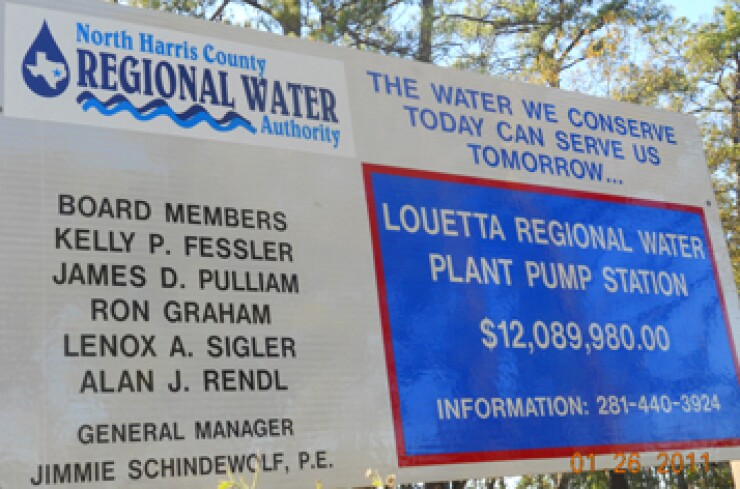 North Harris County
REGIONAL WATER
Authority
THE WATER WE CONSERVE
TODAY CAN SERVE US
TOMORROW...
BOARD MEMBERS
KELLY P. FESSLER
JAMES D. PULLIAM
RON GRAHAM
LENOX A. SIGLER
ALAN J. RENDL
GENERAL MANAGER
JIMMIE SCHINDEWOLF, P.E.
LOUETTA REGIONAL WATER
PLANT PUMP STATION
$12,089,980.00
INFORMATION: 281-440-3924
01 26 2011